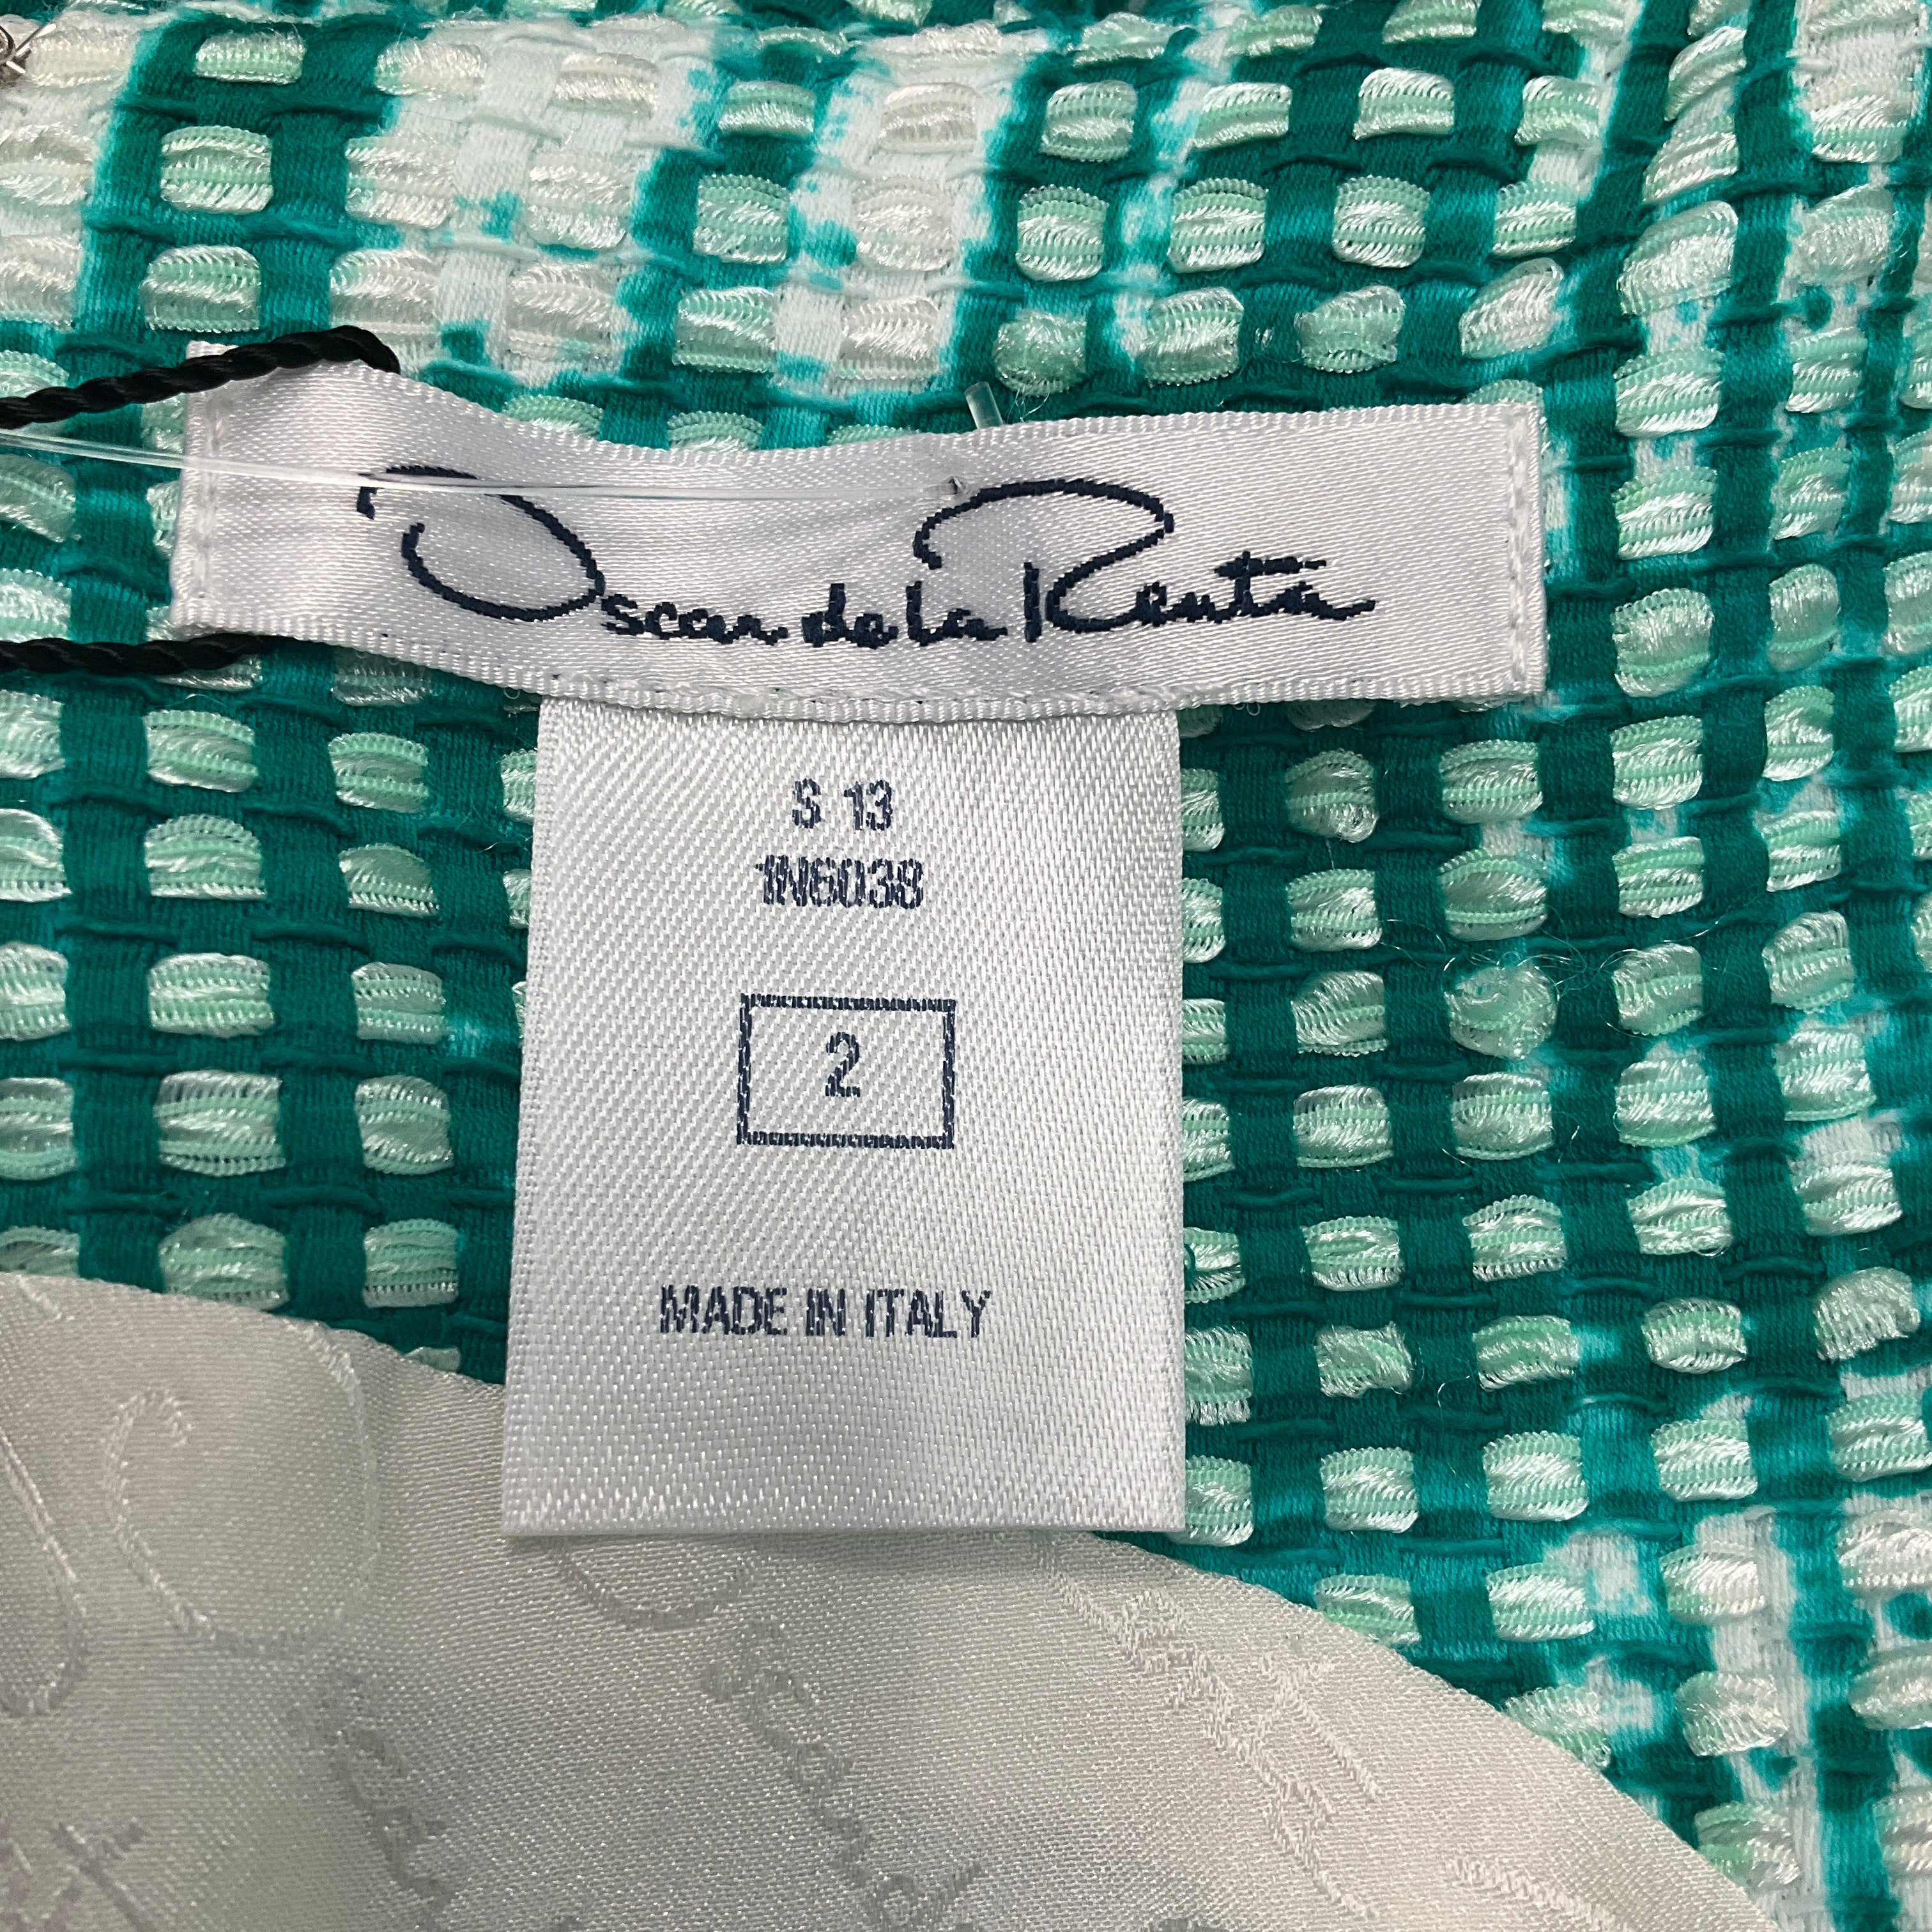 Oscar de la Renta
S 13
1N6038
2
MADE IN ITALY